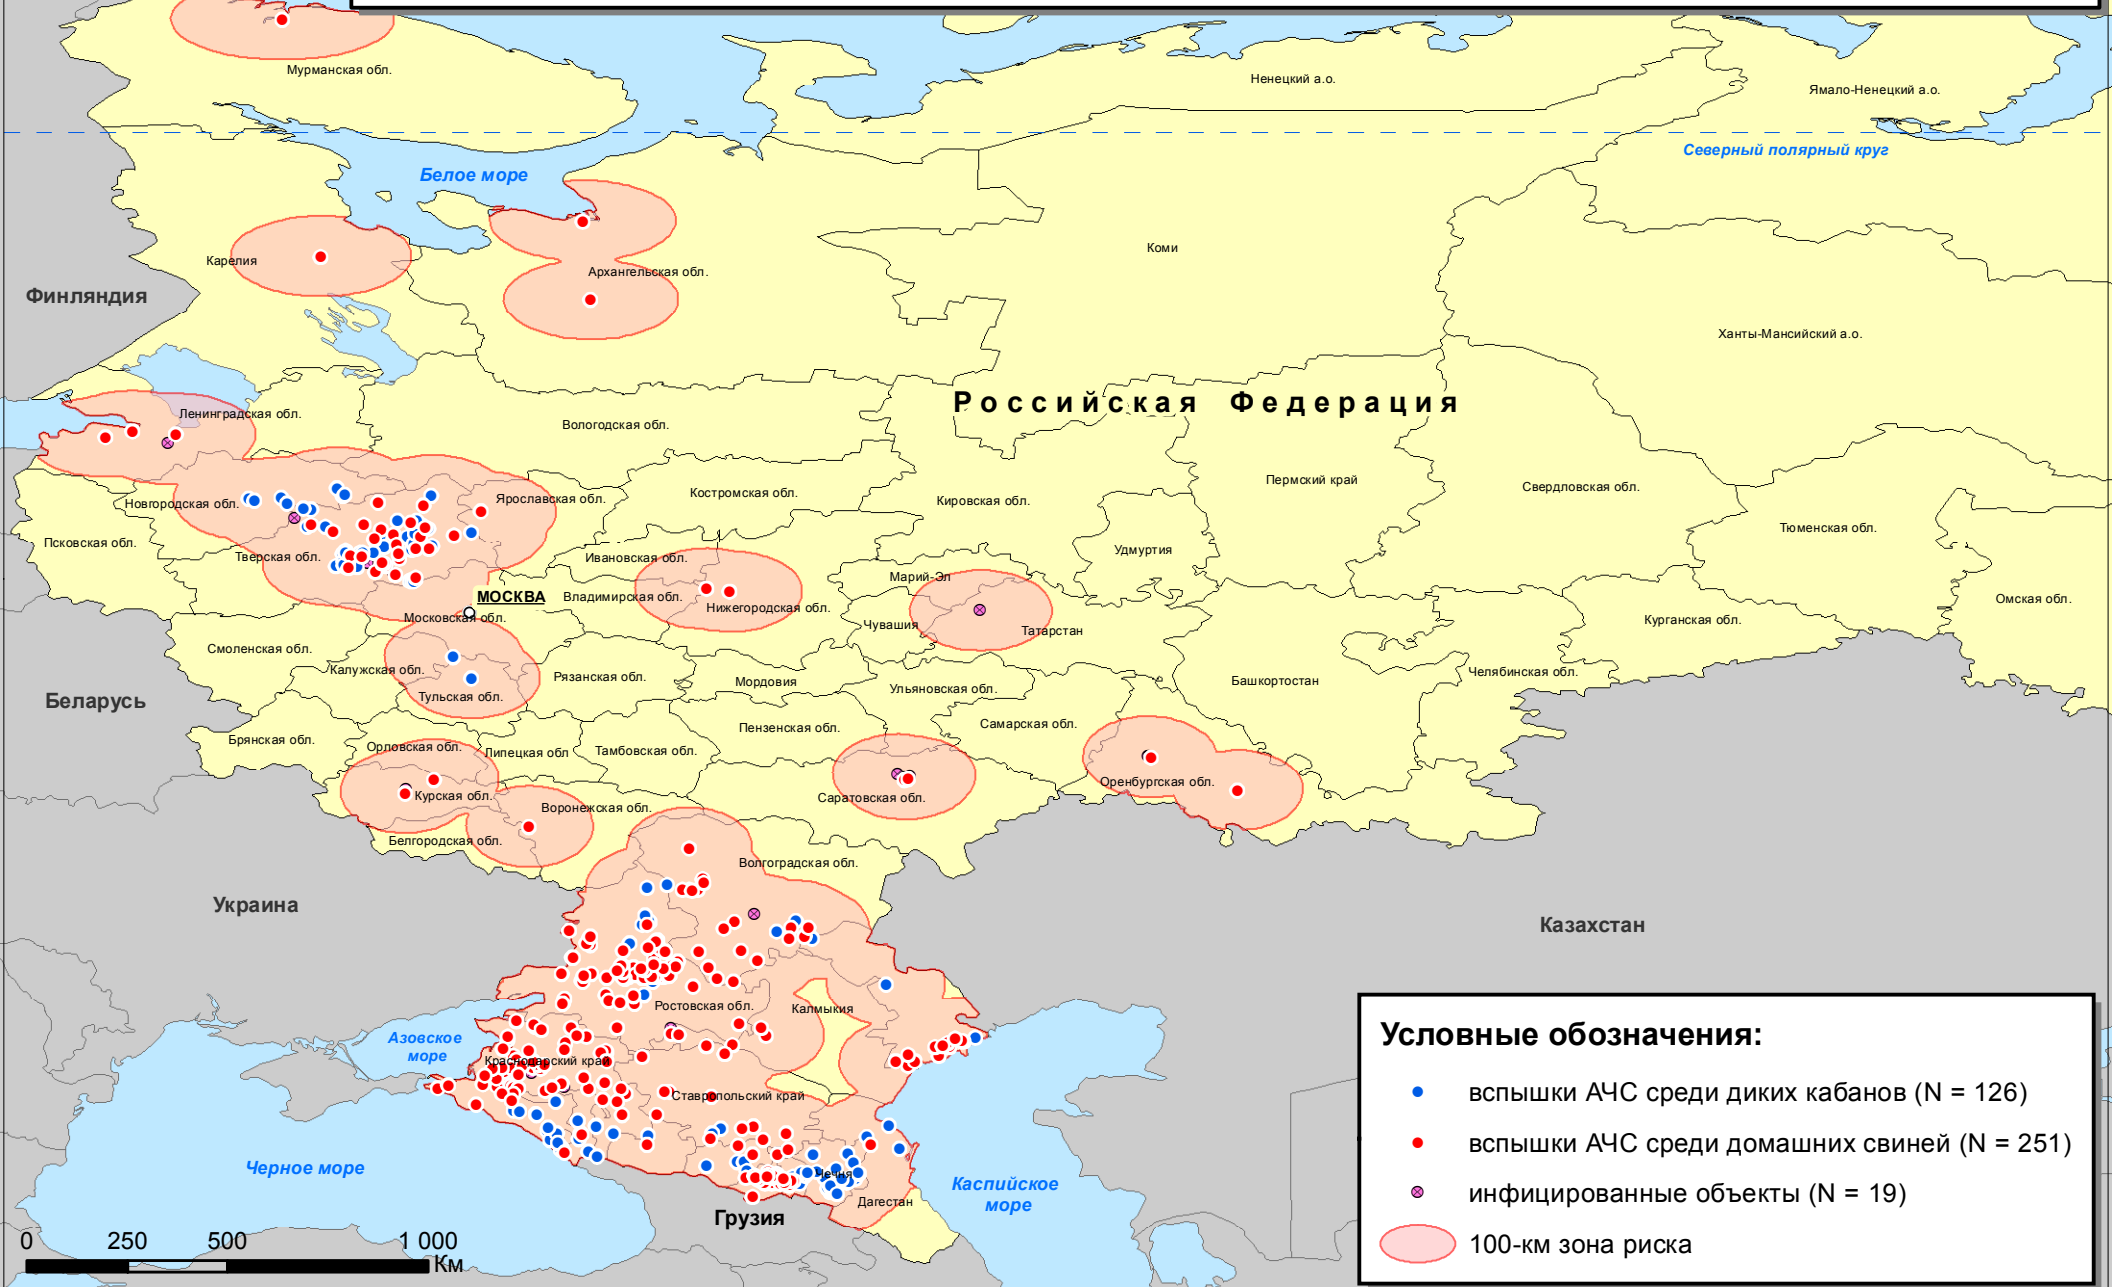 Мурманская обл.
Ненецкий а.о.
Ямало-Ненецкий а.о.
Северный полярный круг
Белое море
Карелия
Архангельская обл.
Коми
Финляндия
Ханты-Мансийский а.о.
Российская Федерация
Ленинградская обл.
Вологодская обл.
Новгородская обл.
Ярославская обл.
Костромская обл.
Кировская обл.
Пермский край
Свердловская обл.
Тюменская обл.
Псковская обл.
Тверская обл.
Ивановская обл.
Удмуртия
Марий-Эл
МОСКВА
Владимирская обл.
Нижегородская обл.
Омская обл.
Московская обл.
Чувашия
Татарстан
Курганская обл.
Смоленская обл.
Калужская обл.
Рязанская обл.
Мордовия
Ульяновская обл.
Башкортостан
Челябинская обл.
Беларусь
Тульская обл.
Самарская обл.
Пензенская обл.
Брянская обл.
Орловская обл.
Липецкая обл
Тамбовская обл.
Оренбургская обл.
Курская обл.
Воронежская обл.
Саратовская обл.
Белгородская обл.
Волгоградская обл.
Украина
Казахстан
Ростовская обл.
Калмыкия
Азовское
море
Краснодарский край
Ставропольский край
Черное море
Чечня
Дагестан
Каспийское
море
Грузия
0 250 500 1 000
Км
Условные обозначения:
вспышки АЧС среди диких кабанов (N = 126)
вспышки АЧС среди домашних свиней (N = 251)
инфицированные объекты (N = 19)
100-км зона риска